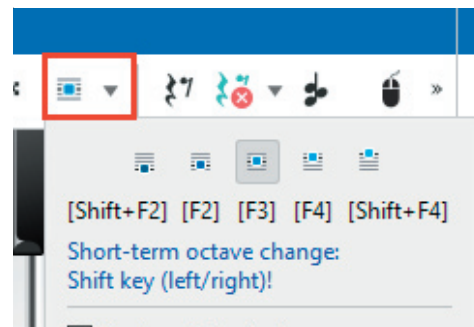 »
[Shift+F2] [F2] [F3] [F4] [Shift+F4]
Short-term octave change:
Shift key (left/right)!